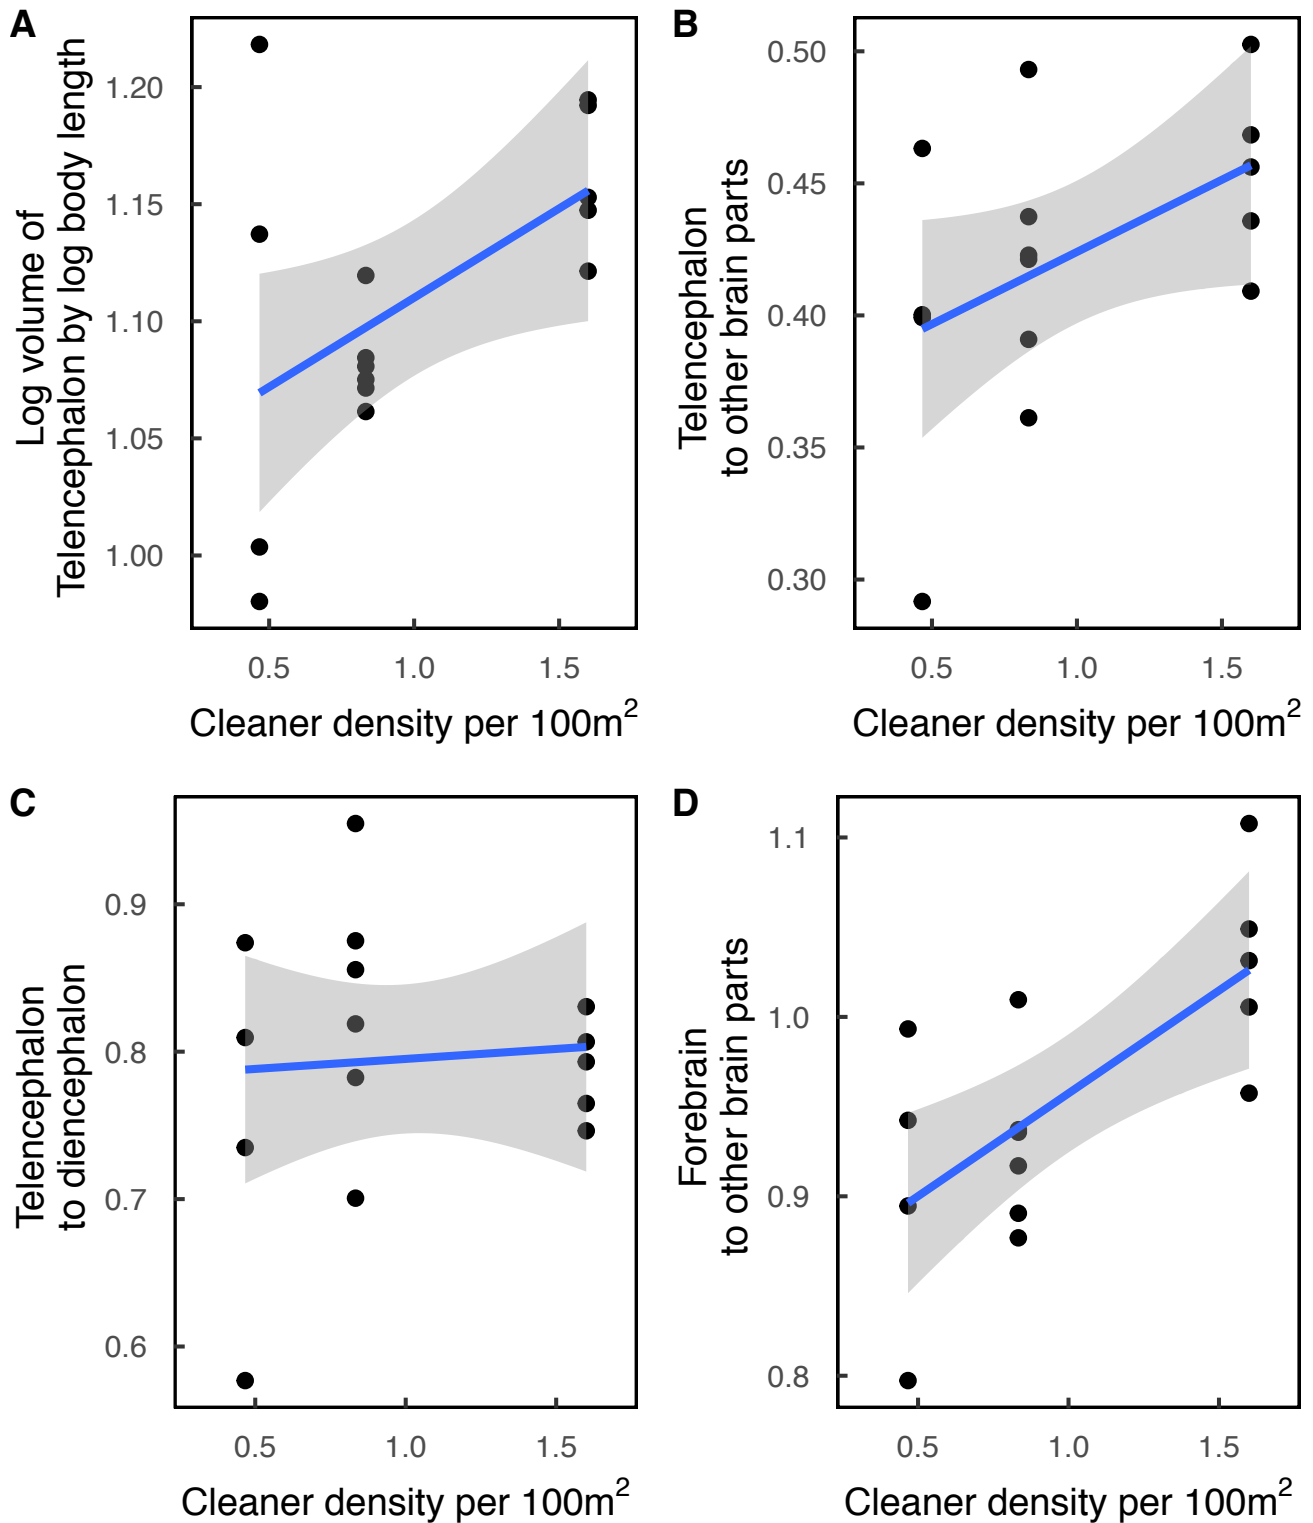 A
Log volume of
Telencephalon by log body length
1.20
1.15
1.10
1.05
1.00
0.5 1.0 1.5
Cleaner density per 100m²
B
Telencephalon
to other brain parts
0.50
0.45
0.40
0.35
0.30
0.5 1.0 1.5
Cleaner density per 100m²
C
Telencephalon
to diencephalon
0.9
0.8
0.7
0.6
0.5 1.0 1.5
Cleaner density per 100m²
D
Forebrain
to other brain parts
1.1
1.0
0.9
0.8
0.5 1.0 1.5
Cleaner density per 100m²